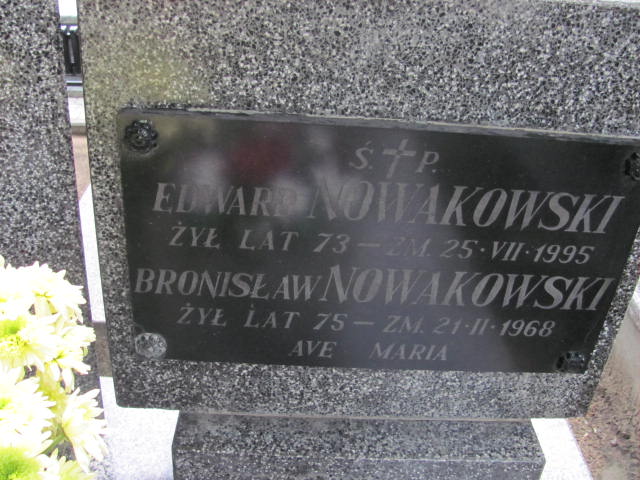 Ś. † P.
EDWARD NOWAKOWSKI
ŻYŁ LAT 73 – ZM. 25·VII·1995
BRONISŁAW NOWAKOWSKI
ŻYŁ LAT 75 – ZM. 21·II·1968
AVE MARIA